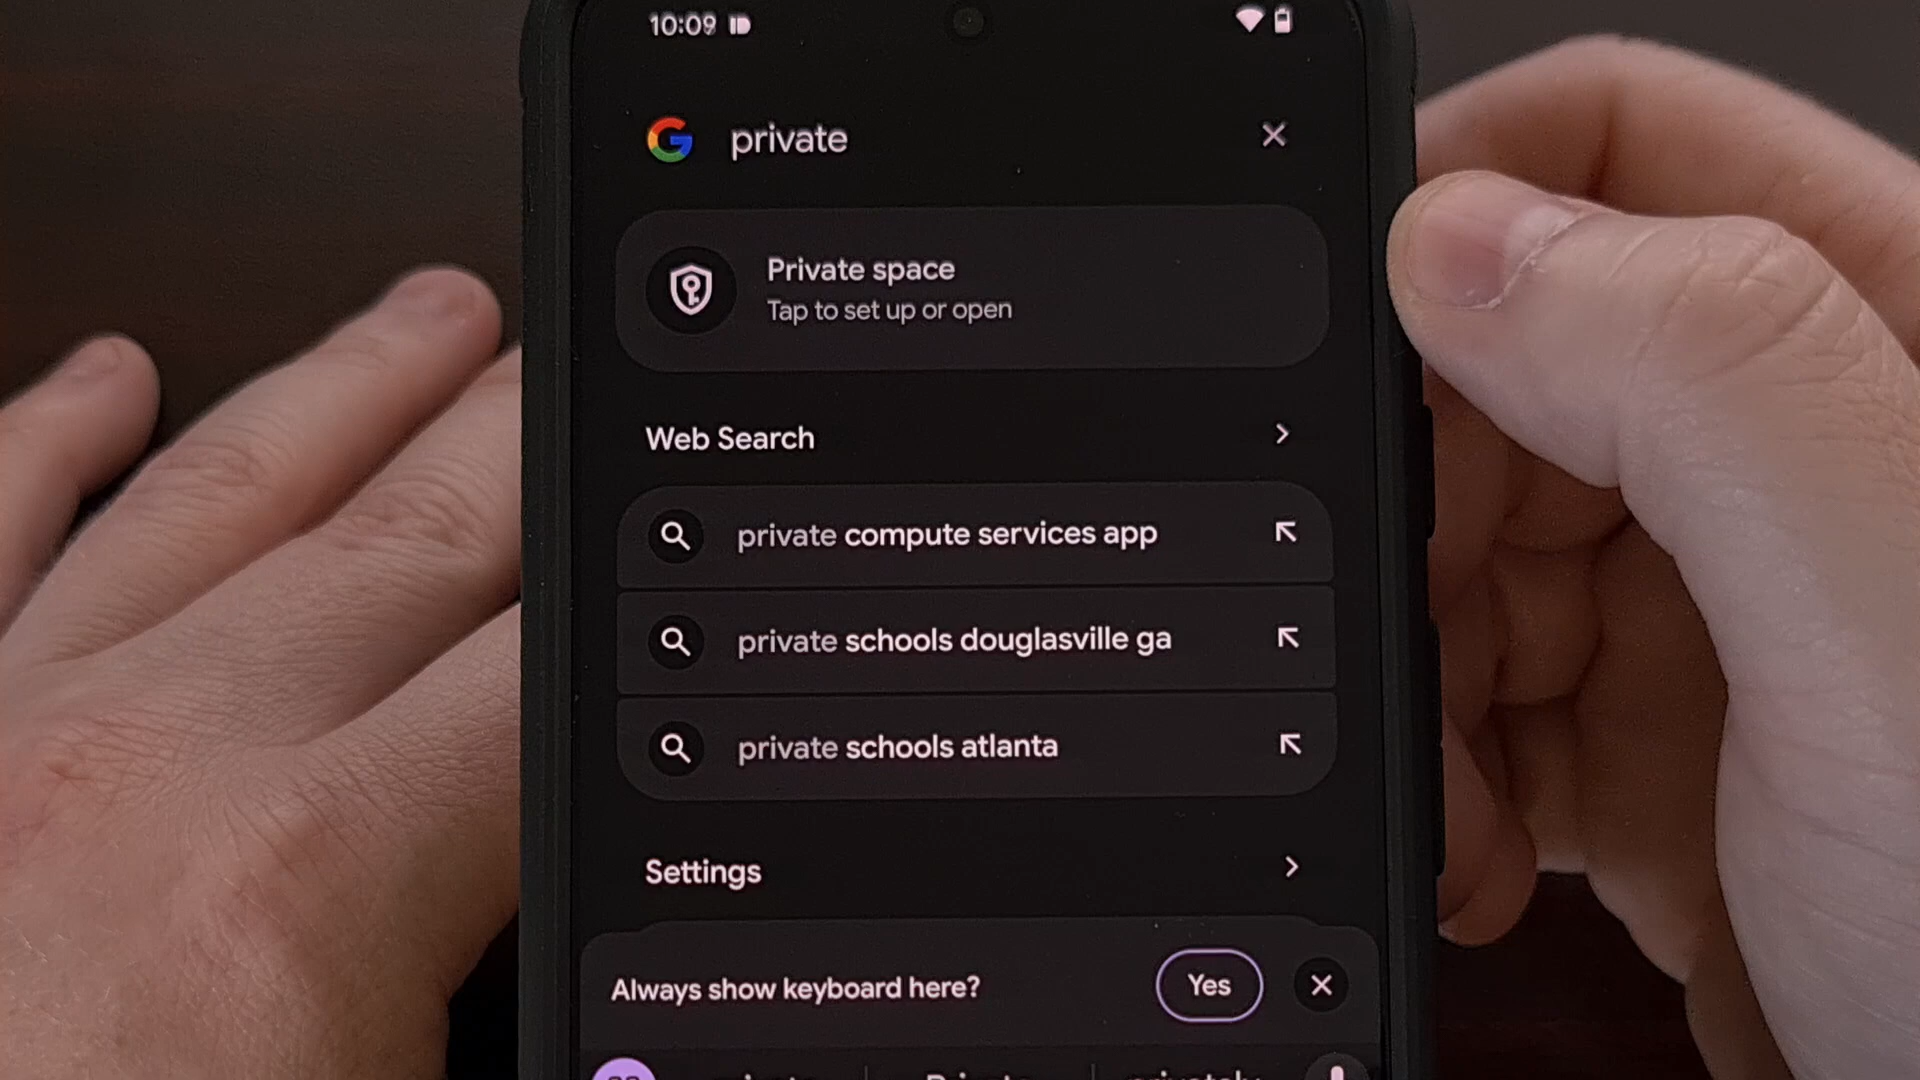 10:09
private
Private space
Tap to set up or open
Web Search
private compute services app
private schools douglasville ga
private schools atlanta
Settings
Always show keyboard here?
Yes